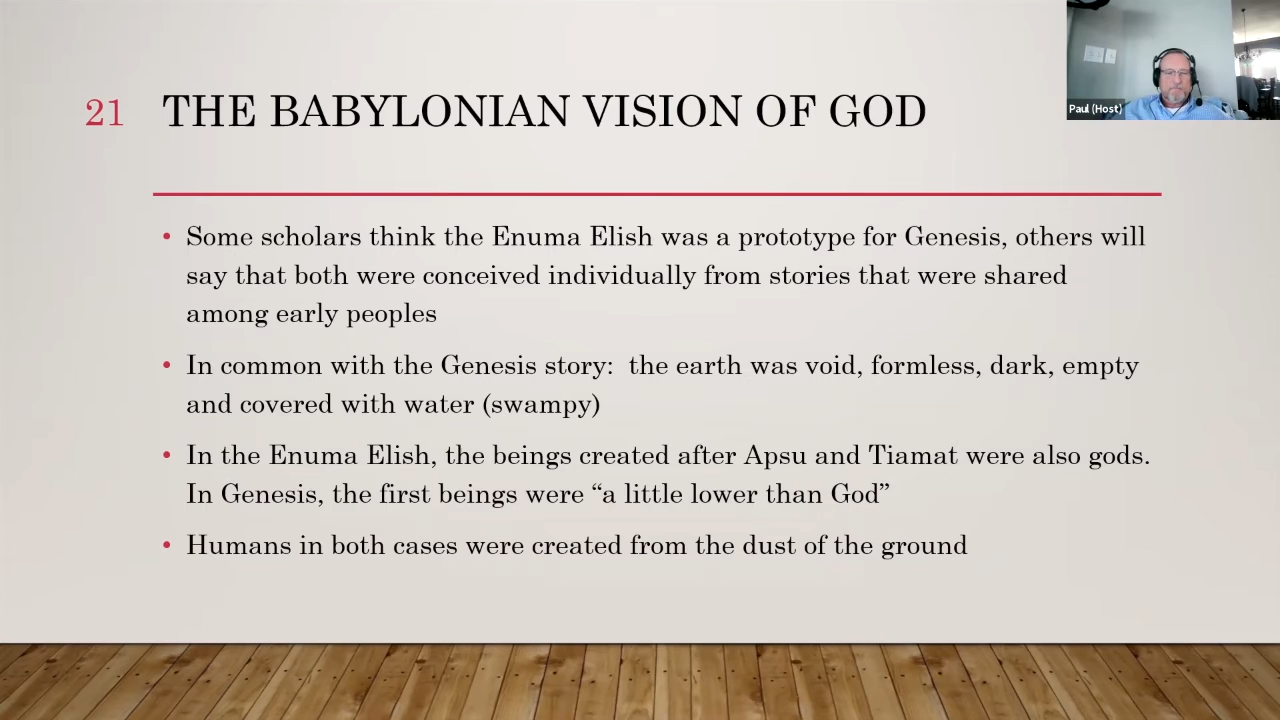 21 THE BABYLONIAN VISION OF GOD
Paul (Host)
• Some scholars think the Enuma Elish was a prototype for Genesis, others will
say that both were conceived individually from stories that were shared
among early peoples
• In common with the Genesis story:  the earth was void, formless, dark, empty
and covered with water (swampy)
• In the Enuma Elish, the beings created after Apsu and Tiamat were also gods.
In Genesis, the first beings were “a little lower than God”
• Humans in both cases were created from the dust of the ground